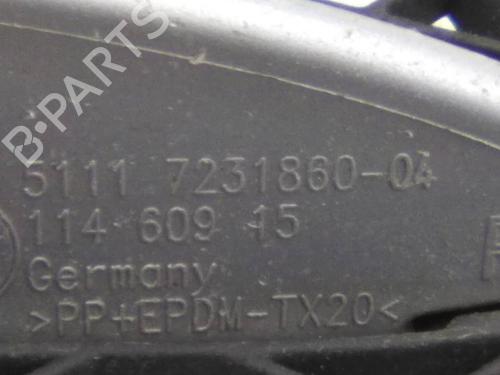 B-PARTS
5111 7231860-04
114 609 15
Germany
>PP+EPDM-TX20<